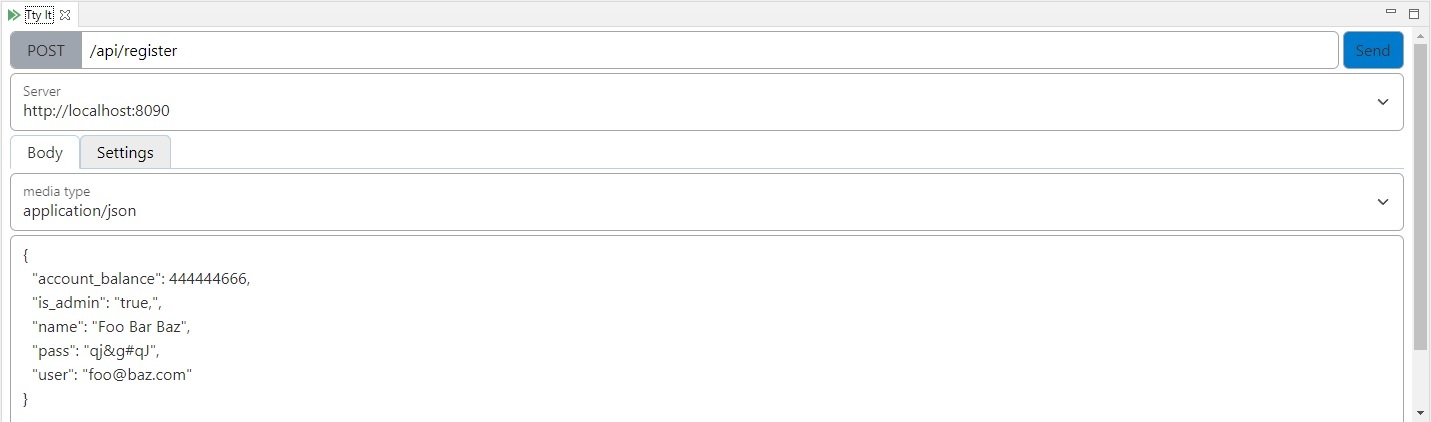 Try It
POST /api/register Send
Server
http://localhost:8090
Body Settings
media type
application/json
{
"account_balance": 444444666,
"is_admin": "true,",
"name": "Foo Bar Baz",
"pass": "qj&g#qJ",
"user": "foo@baz.com"
}